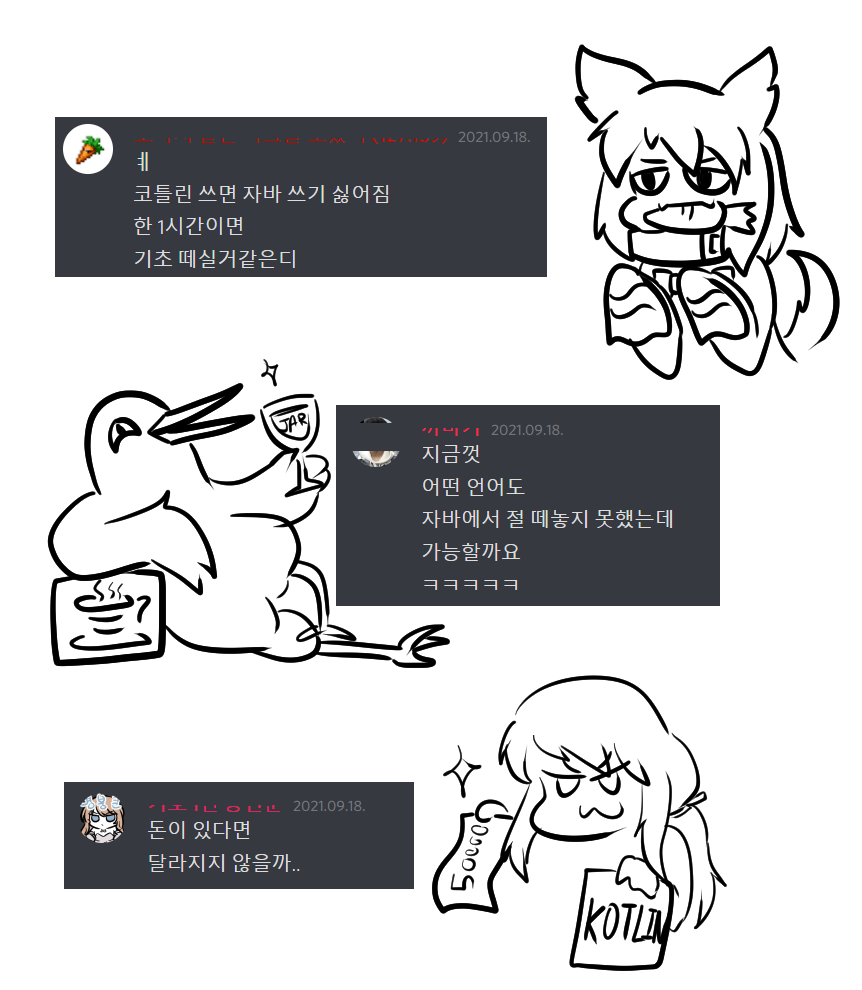 2021.09.18.
ㅖ
코틀린 쓰면 자바 쓰기 싫어짐
한 1시간이면
기초 떼실거같은디
JAR
2021.09.18.
지금껏
어떤 언어도
자바에서 절 떼놓지 못했는데
가능할까요
ㅋㅋㅋㅋㅋ
2021.09.18.
돈이 있다면
달라지지 않을까..
50000
KOTLIN